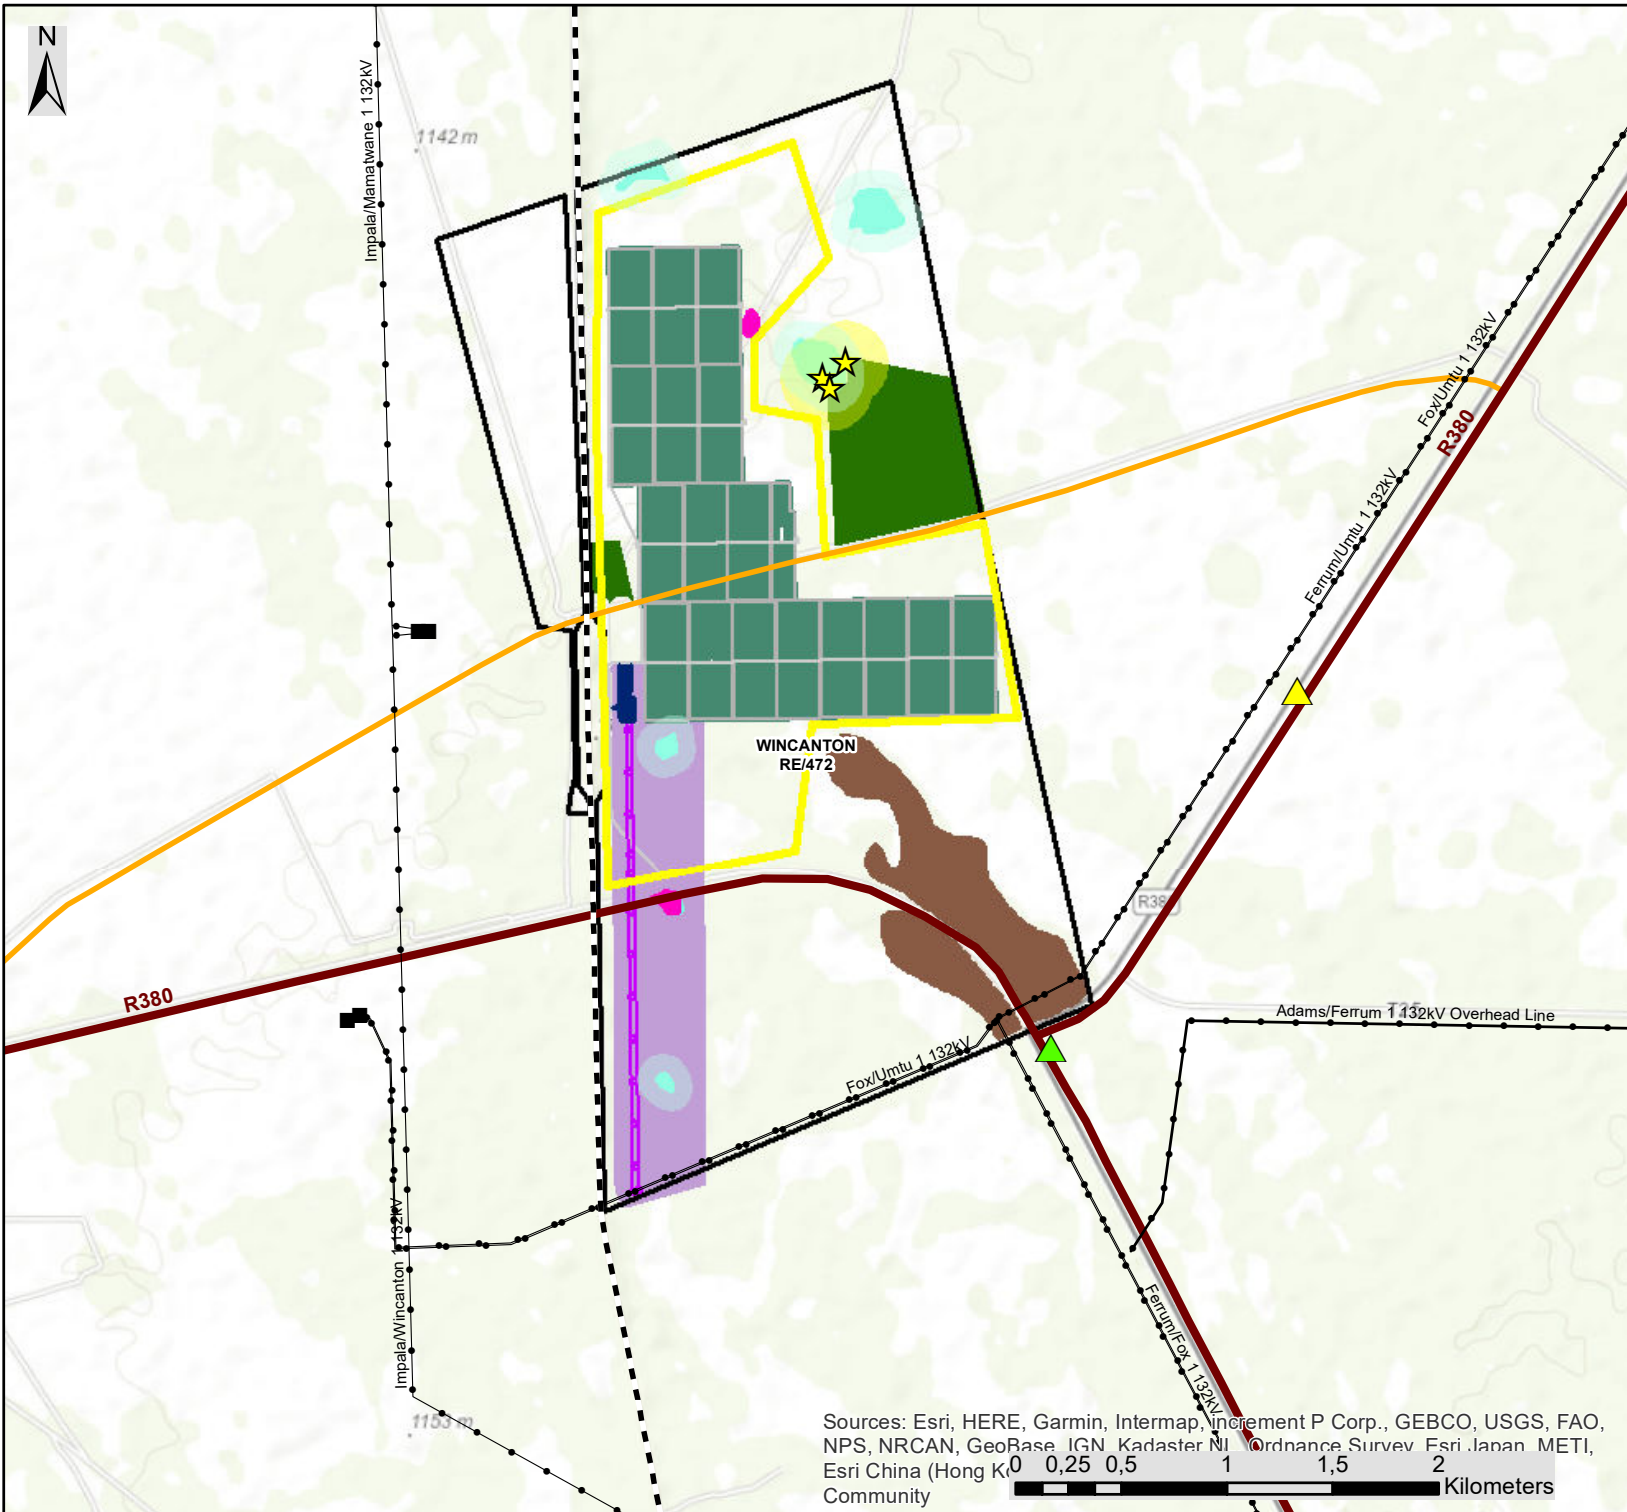 N
Impala/Mamatwane 1 132kV
1142 m
Fox/Umtu 1 132kV
R380
Ferrum/Umtu 1 132kV
WINCANTON
RE/472
R38
R380
T25
Adams/Ferrum 1 132kV Overhead Line
Fox/Umtu 1 132kV
Impala/Wincanton 1 132kV
Ferrum/Fox 1 132kV
1153 m
Sources: Esri, HERE, Garmin, Intermap, increment P Corp., GEBCO, USGS, FAO,
NPS, NRCAN, GeoBase, IGN, Kadaster NL, Ordnance Survey, Esri Japan, METI,
Esri China (Hong Ko
Community
0 0,25 0,5 1 1,5 2
Kilometers